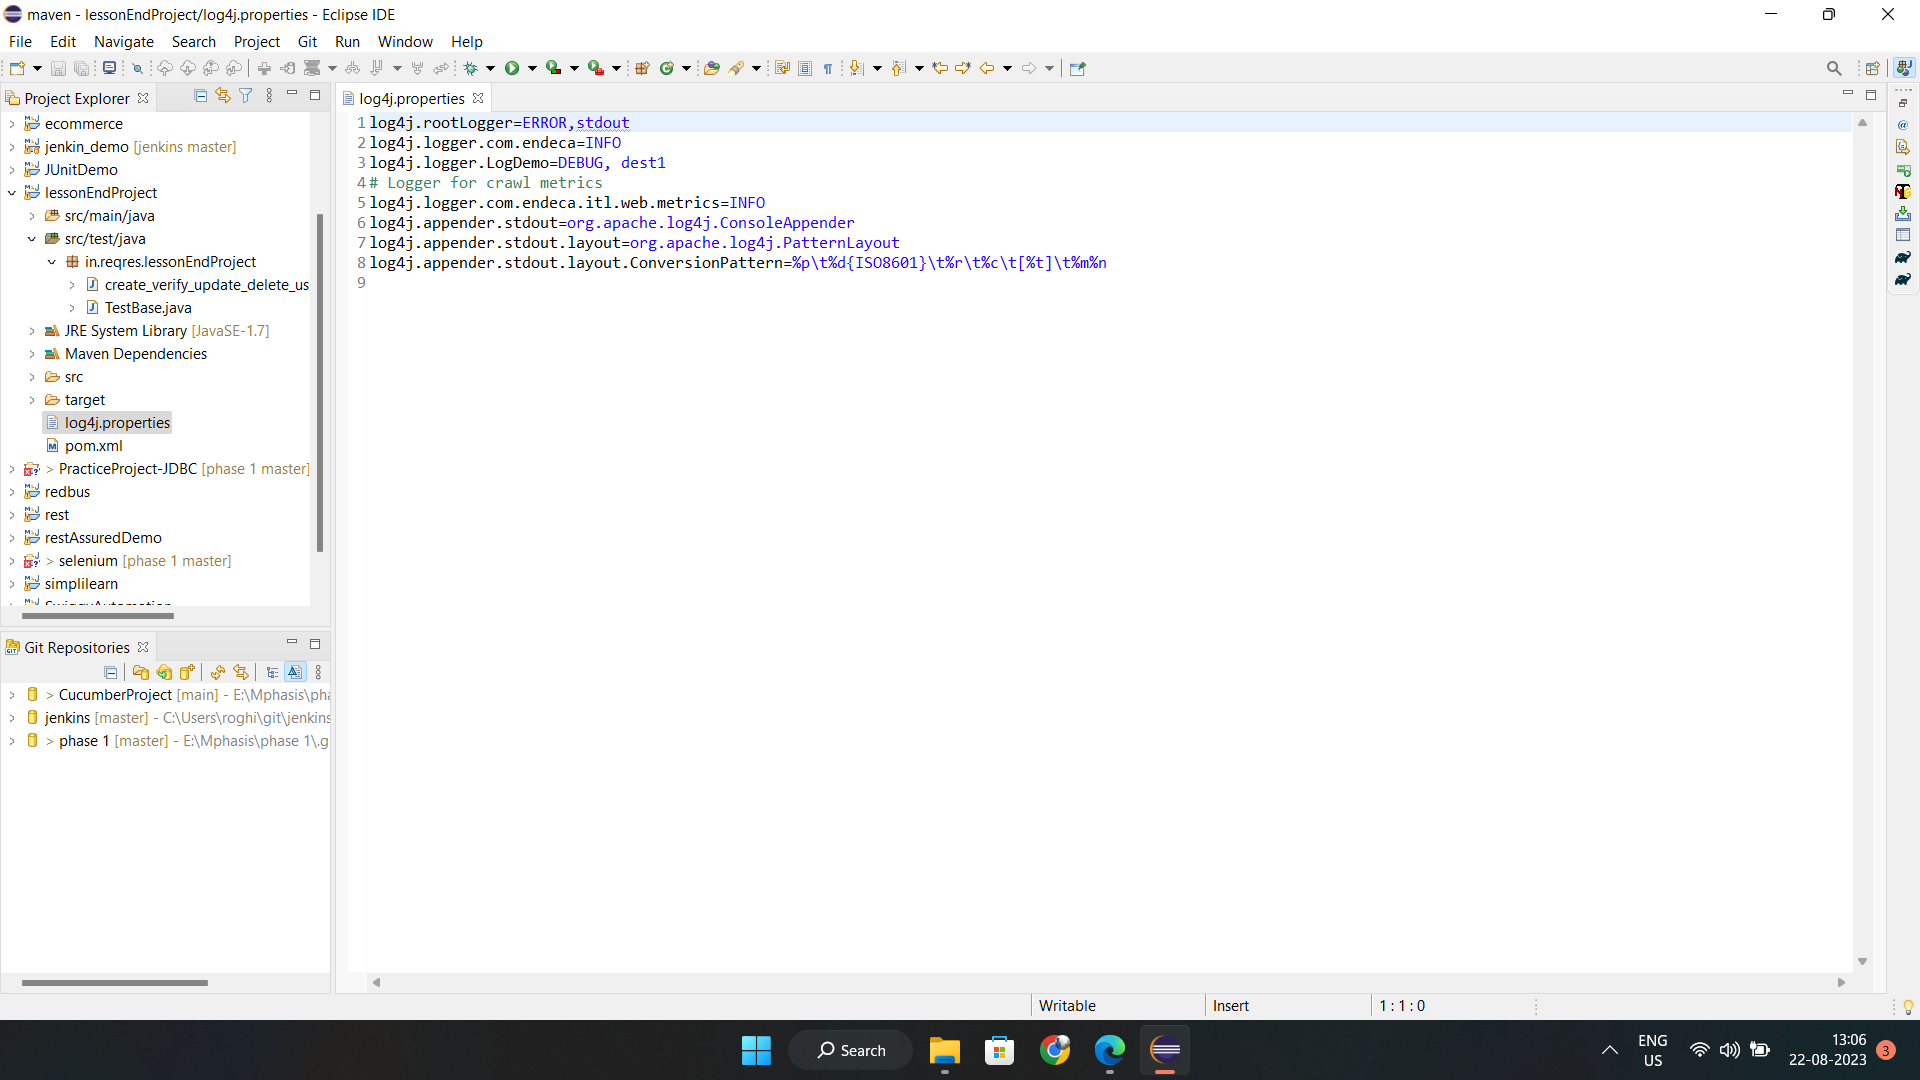 maven - lessonEndProject/log4j.properties - Eclipse IDE
File Edit Navigate Search Project Git Run Window Help
Project Explorer
ecommerce
jenkin_demo [jenkins master]
JUnitDemo
lessonEndProject
src/main/java
src/test/java
in.reqres.lessonEndProject
create_verify_update_delete_us
TestBase.java
JRE System Library [JavaSE-1.7]
Maven Dependencies
src
target
log4j.properties
pom.xml
> PracticeProject-JDBC [phase 1 master]
redbus
rest
restAssuredDemo
> selenium [phase 1 master]
simplilearn
Git Repositories
> CucumberProject [main] - E:\Mphasis\pha
jenkins [master] - C:\Users\roghi\git\jenkins
> phase 1 [master] - E:\Mphasis\phase 1\.g
log4j.properties
1 log4j.rootLogger=ERROR,stdout
2 log4j.logger.com.endeca=INFO
3 log4j.logger.LogDemo=DEBUG, dest1
4 # Logger for crawl metrics
5 log4j.logger.com.endeca.itl.web.metrics=INFO
6 log4j.appender.stdout=org.apache.log4j.ConsoleAppender
7 log4j.appender.stdout.layout=org.apache.log4j.PatternLayout
8 log4j.appender.stdout.layout.ConversionPattern=%p\t%d{ISO8601}\t%r\t%c\t[%t]\t%m%n
9
Writable Insert 1 : 1 : 0
Search
ENG
US
13:06
22-08-2023
3